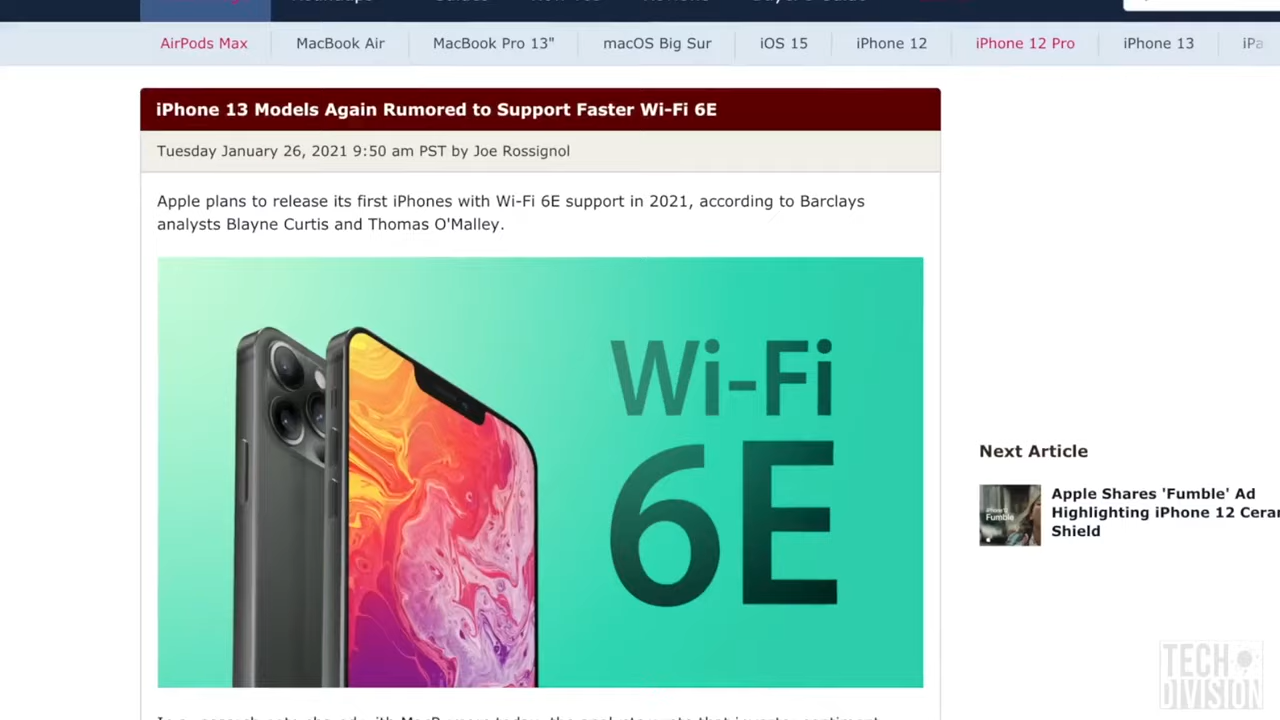 AirPods Max MacBook Air MacBook Pro 13" macOS Big Sur iOS 15 iPhone 12 iPhone 12 Pro iPhone 13
iPhone 13 Models Again Rumored to Support Faster Wi-Fi 6E
Tuesday January 26, 2021 9:50 am PST by Joe Rossignol
Apple plans to release its first iPhones with Wi-Fi 6E support in 2021, according to Barclays
analysts Blayne Curtis and Thomas O'Malley.
Wi-Fi
6E
Next Article
Apple Shares 'Fumble' Ad
Highlighting iPhone 12
Shield
Fumble
TECH
DIVISION